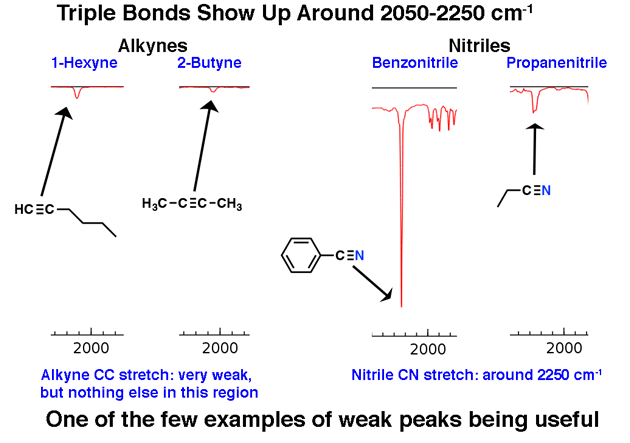 Triple Bonds Show Up Around 2050-2250 cm⁻¹
Alkynes
Nitriles
1-Hexyne
2-Butyne
Benzonitrile
Propanenitrile
HC≡C
H₃C−C≡C−CH₃
C≡N
C≡N
2000
2000
2000
2000
Alkyne CC stretch: very weak,
but nothing else in this region
Nitrile CN stretch: around 2250 cm⁻¹
One of the few examples of weak peaks being useful